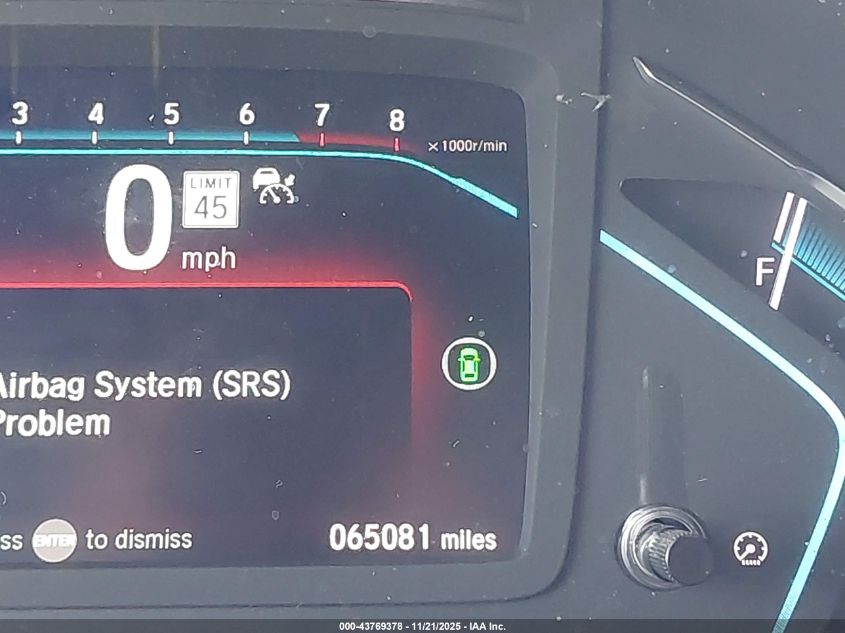 3 4 5 6 7 8
x 1000r/min
0
LIMIT
45
mph
F
Airbag System (SRS)
Problem
ss ENTER to dismiss
065081 miles
000-43769378 - 11/21/2025 - IAA Inc.